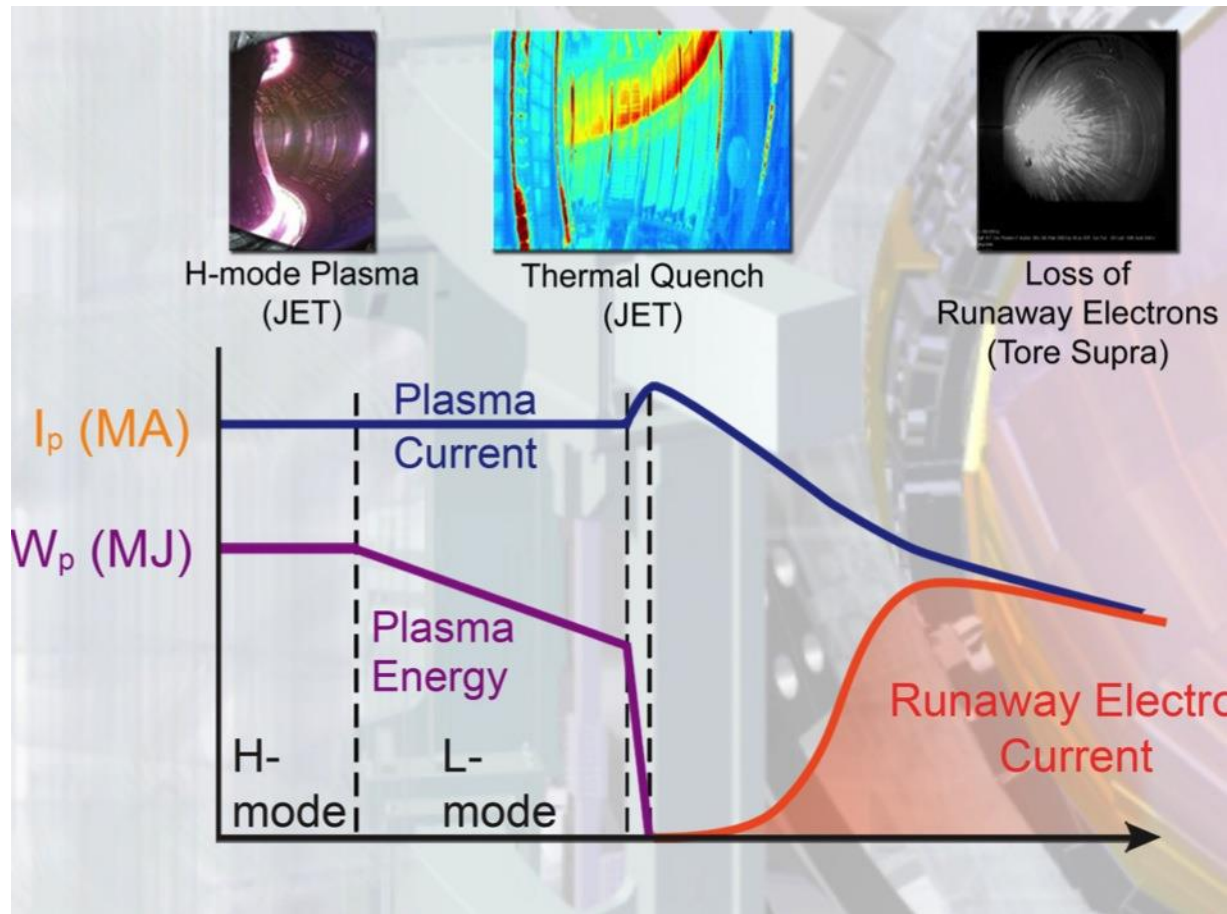 H-mode Plasma
(JET)
Thermal Quench
(JET)
Loss of
Runaway Electrons
(Tore Supra)
Iₚ (MA)
Plasma
Current
Wₚ (MJ)
Plasma
Energy
Runaway Electro
Current
H-
mode
L-
mode